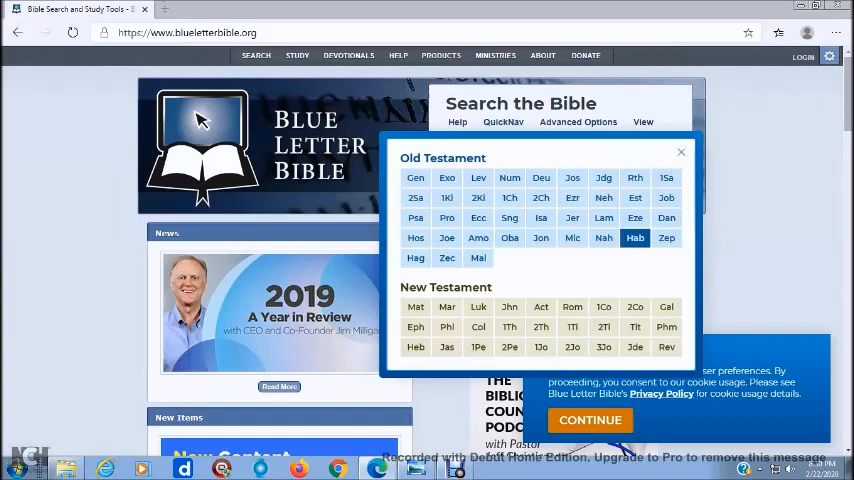 Bible Search and Study Tools - B
https://www.blueletterbible.org
SEARCH STUDY DEVOTIONALS HELP PRODUCTS MINISTRIES ABOUT DONATE LOGIN
BLUE
LETTER
BIBLE
Search the Bible
Help QuickNav Advanced Options View
Old Testament
Gen Exo Lev Num Deu Jos Jdg Rth 1Sa
2Sa 1Ki 2Ki 1Ch 2Ch Ezr Neh Est Job
Psa Pro Ecc Sng Isa Jer Lam Eze Dan
Hos Joe Amo Oba Jon Mic Nah Hab Zep
Hag Zec Mal
New Testament
Mat Mar Luk Jhn Act Rom 1Co 2Co Gal
Eph Phl Col 1Th 2Th 1Ti 2Ti Tit Phm
Heb Jas 1Pe 2Pe 1Jo 2Jo 3Jo Jde Rev
News
2019
A Year in Review
with CEO and Co-Founder Jim Milligan
Read More
New Items
New Content
THE
BIBLIC
COUN
PODC
with Pastor
ser preferences. By
proceeding, you consent to our cookie usage. Please see
Blue Letter Bible's Privacy Policy for cookie usage details.
CONTINUE
Recorded with Debut Home Edition. Upgrade to Pro to remove this message
NCH
2/22/2020